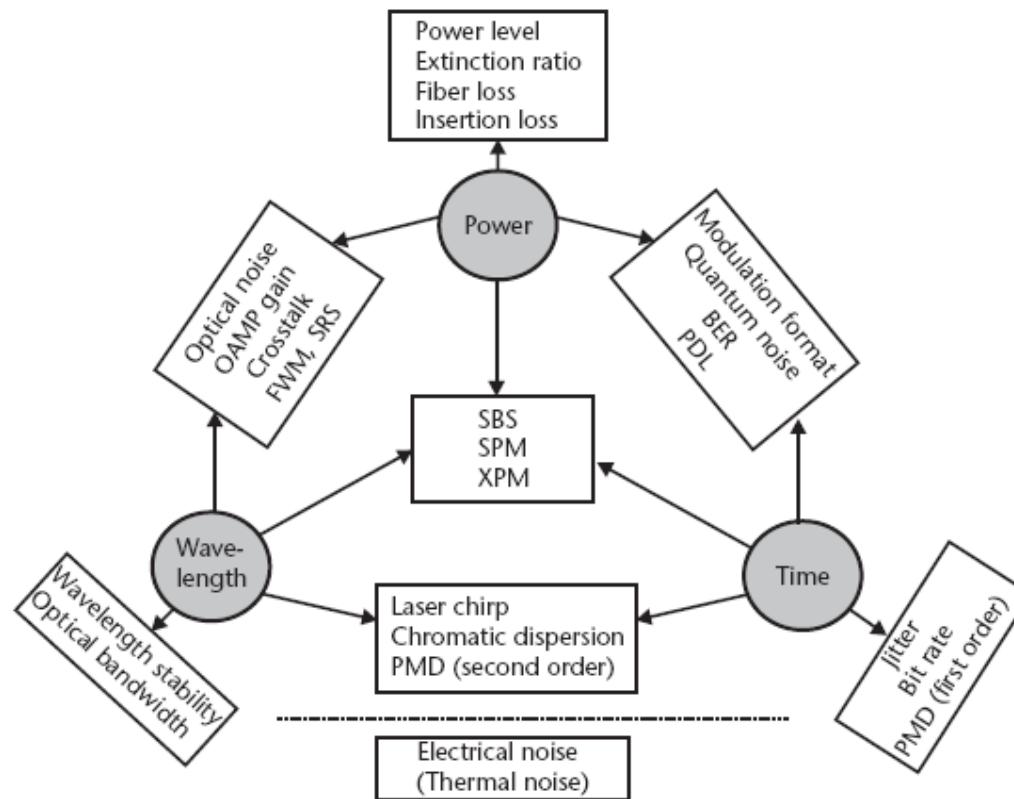 Power level
Extinction ratio
Fiber loss
Insertion loss
Power
Optical noise
OAMP gain
Crosstalk
FWM, SRS
Modulation format
Quantum noise
BER
PDL
SBS
SPM
XPM
Wave-
length
Time
Wavelength stability
Optical bandwidth
Laser chirp
Chromatic dispersion
PMD (second order)
Jitter
Bit rate
PMD (first order)
Electrical noise
(Thermal noise)